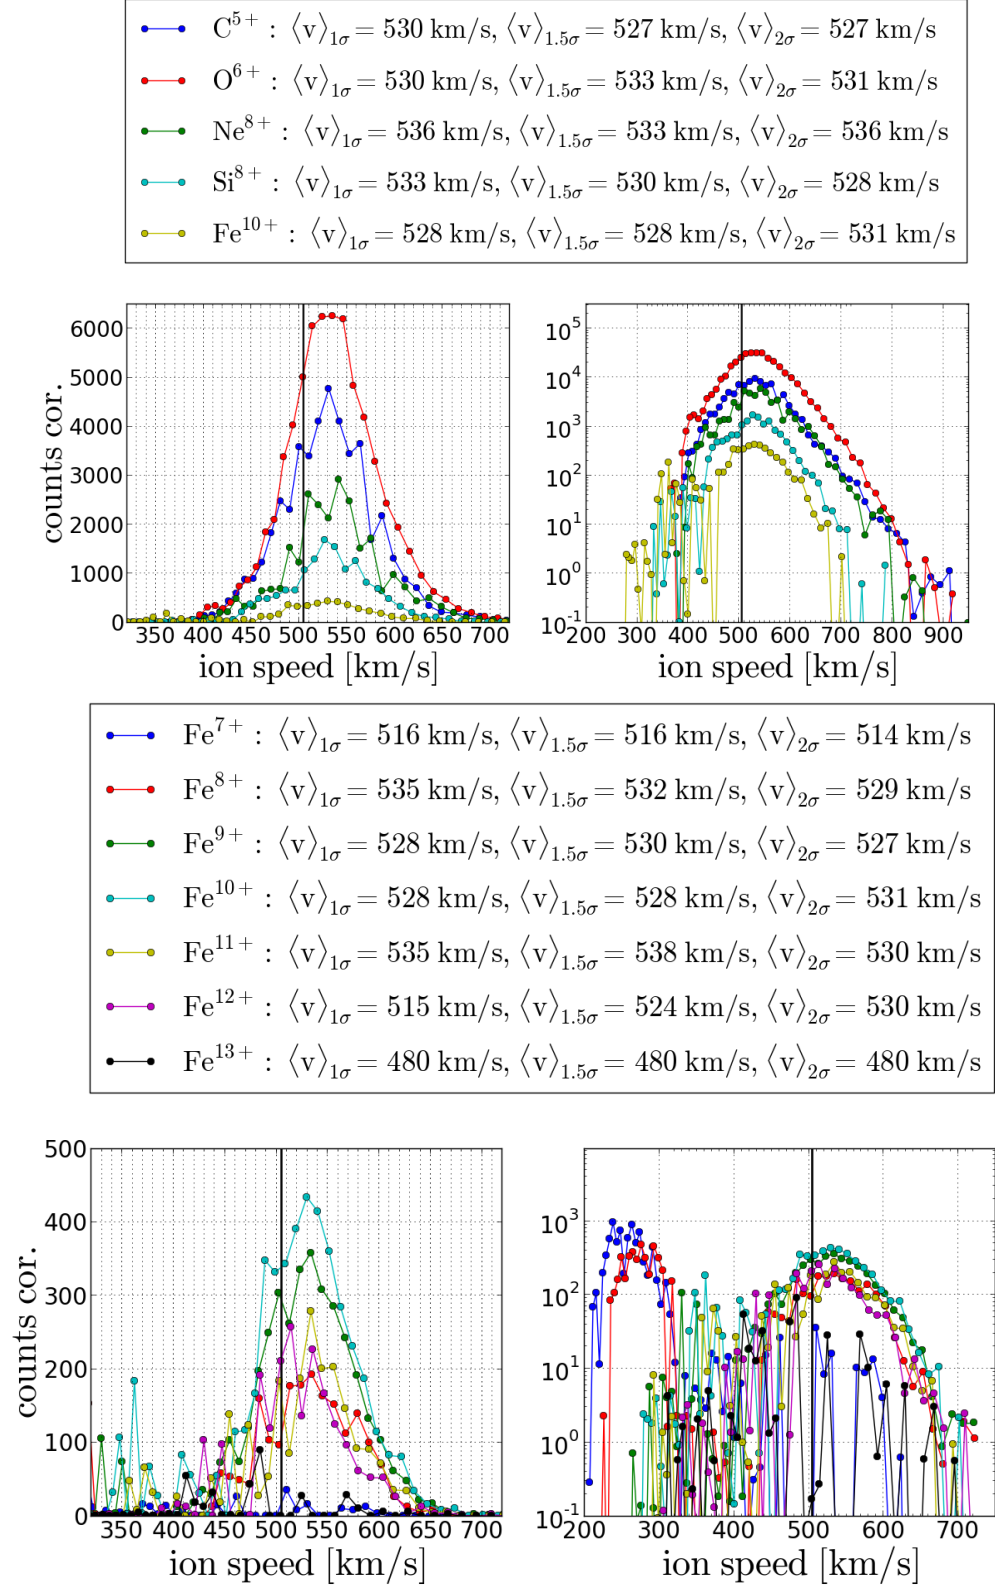 C5+ : ⟨v⟩1σ = 530 km/s, ⟨v⟩1.5σ = 527 km/s, ⟨v⟩2σ = 527 km/s
O6+ : ⟨v⟩1σ = 530 km/s, ⟨v⟩1.5σ = 533 km/s, ⟨v⟩2σ = 531 km/s
Ne8+ : ⟨v⟩1σ = 536 km/s, ⟨v⟩1.5σ = 533 km/s, ⟨v⟩2σ = 536 km/s
Si8+ : ⟨v⟩1σ = 533 km/s, ⟨v⟩1.5σ = 530 km/s, ⟨v⟩2σ = 528 km/s
Fe10+ : ⟨v⟩1σ = 528 km/s, ⟨v⟩1.5σ = 528 km/s, ⟨v⟩2σ = 531 km/s
counts cor.
6000
5000
4000
3000
2000
1000
0
350 400 450 500 550 600 650 700
ion speed [km/s]
10^5
10^4
10^3
10^2
10^1
10^0
10^-1
200 300 400 500 600 700 800 900
ion speed [km/s]
Fe7+ : ⟨v⟩1σ = 516 km/s, ⟨v⟩1.5σ = 516 km/s, ⟨v⟩2σ = 514 km/s
Fe8+ : ⟨v⟩1σ = 535 km/s, ⟨v⟩1.5σ = 532 km/s, ⟨v⟩2σ = 529 km/s
Fe9+ : ⟨v⟩1σ = 528 km/s, ⟨v⟩1.5σ = 530 km/s, ⟨v⟩2σ = 527 km/s
Fe10+ : ⟨v⟩1σ = 528 km/s, ⟨v⟩1.5σ = 528 km/s, ⟨v⟩2σ = 531 km/s
Fe11+ : ⟨v⟩1σ = 535 km/s, ⟨v⟩1.5σ = 538 km/s, ⟨v⟩2σ = 530 km/s
Fe12+ : ⟨v⟩1σ = 515 km/s, ⟨v⟩1.5σ = 524 km/s, ⟨v⟩2σ = 530 km/s
Fe13+ : ⟨v⟩1σ = 480 km/s, ⟨v⟩1.5σ = 480 km/s, ⟨v⟩2σ = 480 km/s
counts cor.
500
400
300
200
100
0
350 400 450 500 550 600 650 700
ion speed [km/s]
10^3
10^2
10^1
10^0
10^-1
200 300 400 500 600 700
ion speed [km/s]